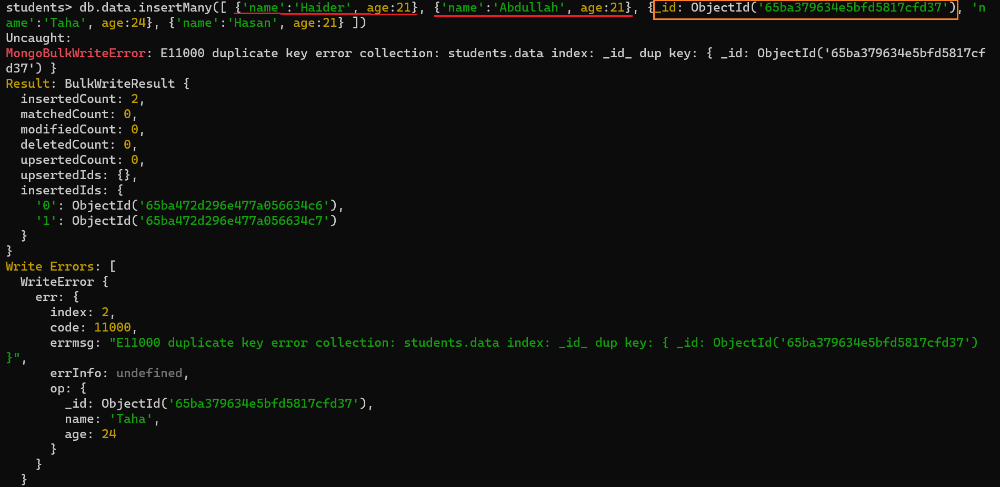 students> db.data.insertMany([ {'name':'Haider', age:21}, {'name':'Abdullah', age:21}, {_id: ObjectId('65ba379634e5bfd5817cfd37'), 'n
ame':'Taha', age:24}, {'name':'Hasan', age:21} ])
Uncaught:
MongoBulkWriteError: E11000 duplicate key error collection: students.data index: _id_ dup key: { _id: ObjectId('65ba379634e5bfd5817cf
d37') }
Result: BulkWriteResult {
  insertedCount: 2,
  matchedCount: 0,
  modifiedCount: 0,
  deletedCount: 0,
  upsertedCount: 0,
  upsertedIds: {},
  insertedIds: {
    '0': ObjectId('65ba472d296e477a056634c6'),
    '1': ObjectId('65ba472d296e477a056634c7')
  }
}
Write Errors: [
  WriteError {
    err: {
      index: 2,
      code: 11000,
      errmsg: "E11000 duplicate key error collection: students.data index: _id_ dup key: { _id: ObjectId('65ba379634e5bfd5817cfd37')
}",
      errInfo: undefined,
      op: {
        _id: ObjectId('65ba379634e5bfd5817cfd37'),
        name: 'Taha',
        age: 24
      }
    }
  }